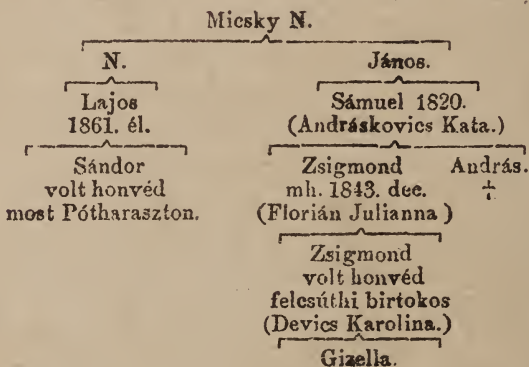 Micsky N.
N. János.
Lajos Sámuel 1820.
1861. él. (Andráskovics Kata.)
Sándor Zsigmond András.
volt honvéd mh. 1843. dec. †
most Pótharaszton. (Florián Julianna)
Zsigmond
volt honvéd
felcsúthi birtokos
(Devics Karolina.)
Gizella.